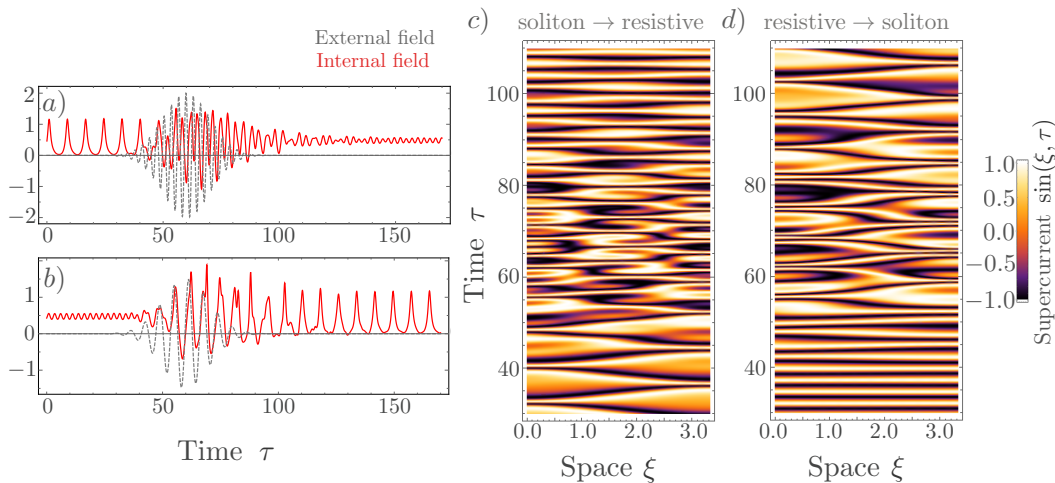 External field
Internal field
a)
2
1
0
−1
−2
0
50
100
150
b)
1
0
−1
0
50
100
150
Time τ
c)
soliton → resistive
100
80
60
40
Time τ
0.0
1.0
2.0
3.0
Space ξ
d)
resistive → soliton
100
80
60
40
0.0
1.0
2.0
3.0
Space ξ
1.0
0.5
0.0
−0.5
−1.0
Supercurrent sin(ξ, τ)